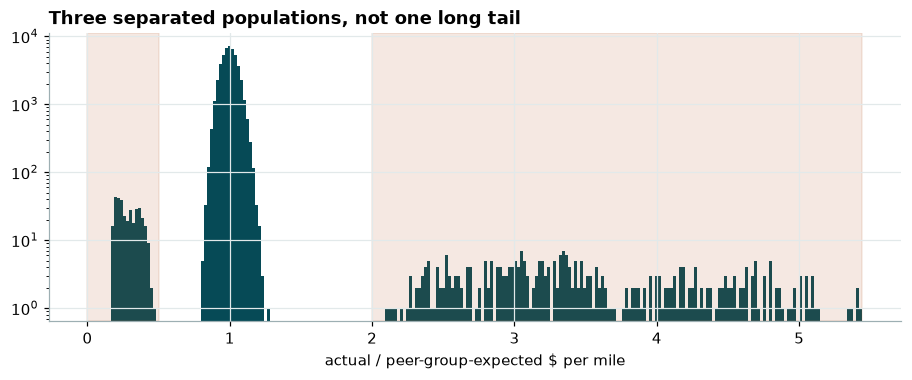 Three separated populations, not one long tail
10⁴
10³
10²
10¹
10⁰
0 1 2 3 4 5
actual / peer-group-expected $ per mile